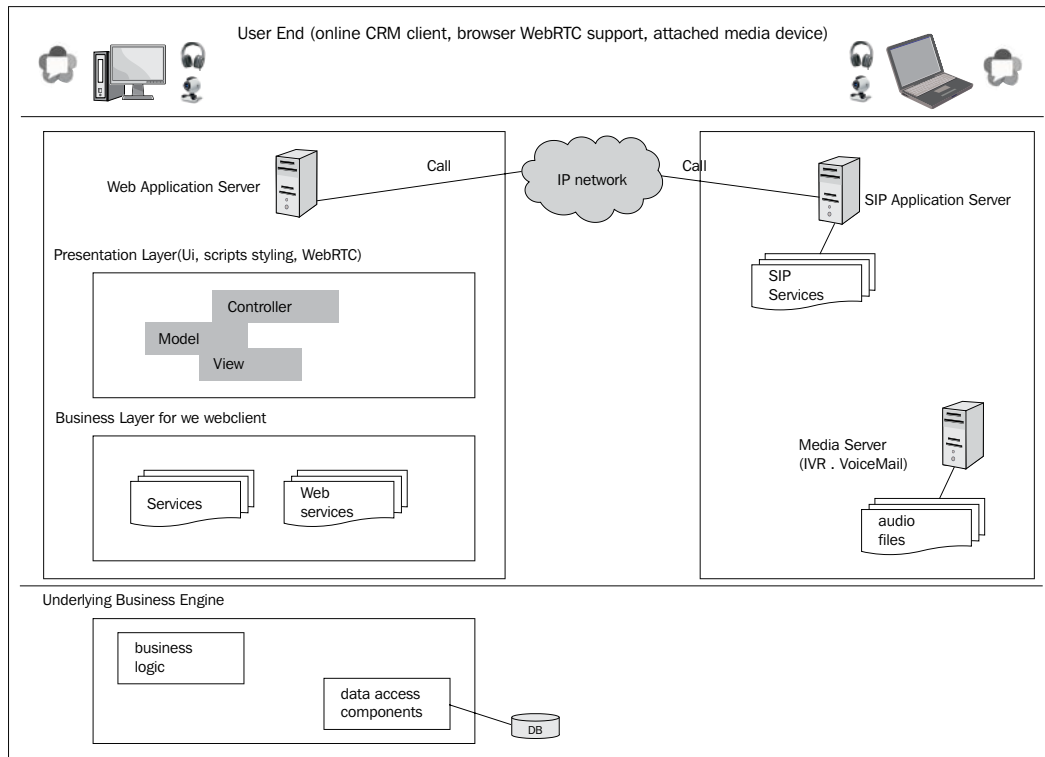 User End (online CRM client, browser WebRTC support, attached media device)
Web Application Server
Call
IP network
Call
SIP Application Server
Presentation Layer(Ui, scripts styling, WebRTC)
SIP
Services
Controller
Model
View
Business Layer for we webclient
Media Server
(IVR . VoiceMail)
Services
Web
services
audio
files
Underlying Business Engine
business
logic
data access
components
DB